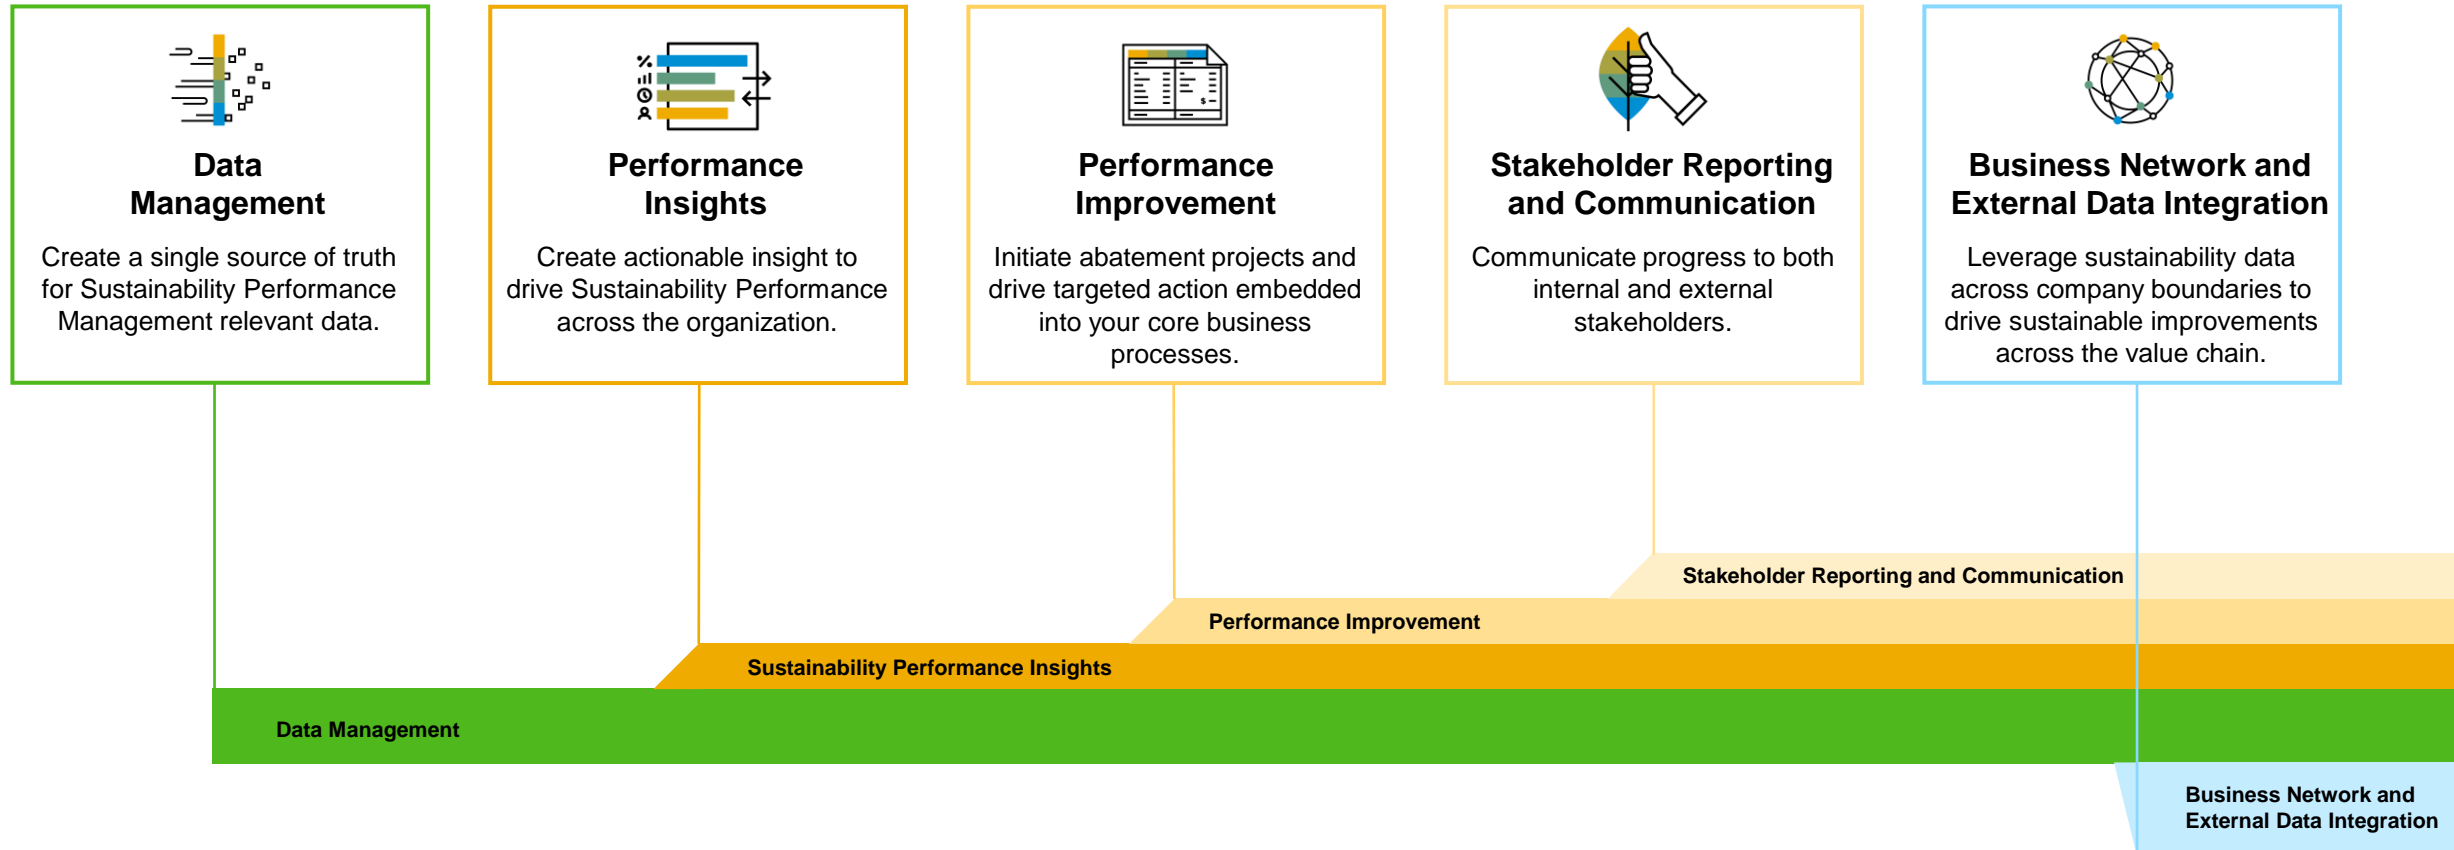 Data
Management
Create a single source of truth
for Sustainability Performance
Management relevant data.
Performance
Insights
Create actionable insight to
drive Sustainability Performance
across the organization.
Performance
Improvement
Initiate abatement projects and
drive targeted action embedded
into your core business
processes.
Stakeholder Reporting
and Communication
Communicate progress to both
internal and external
stakeholders.
Business Network and
External Data Integration
Leverage sustainability data
across company boundaries to
drive sustainable improvements
across the value chain.
Stakeholder Reporting and Communication
Performance Improvement
Sustainability Performance Insights
Data Management
Business Network and
External Data Integration